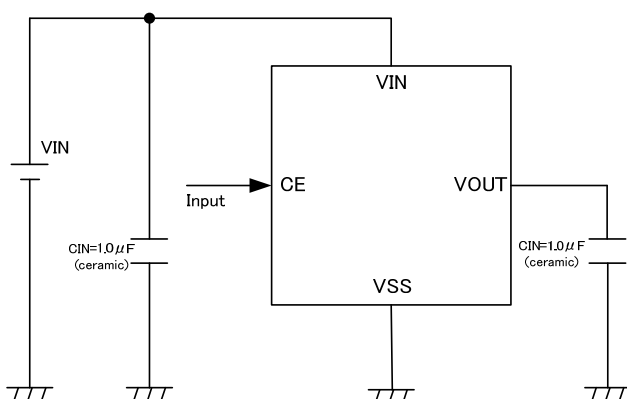 VIN
VIN
CE
VOUT
Input
CIN=1.0μF
(ceramic)
CIN=1.0μF
(ceramic)
VSS